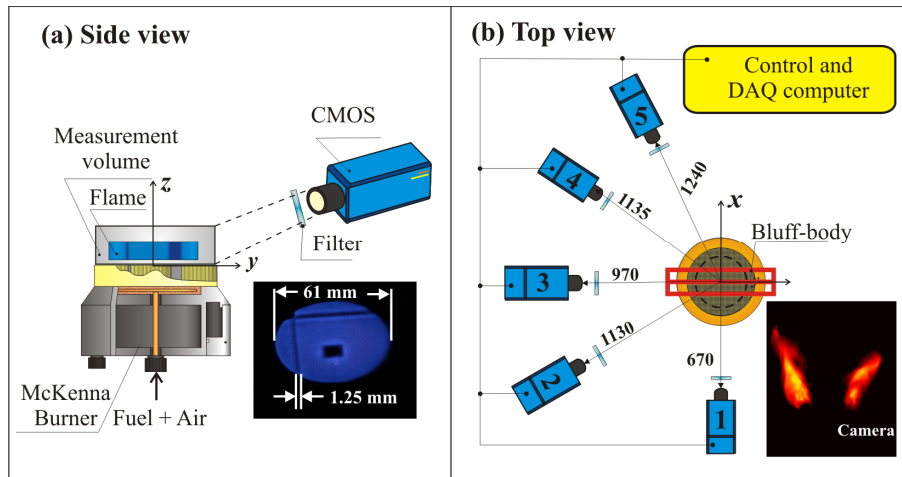 (a) Side view
CMOS
Measurement
volume
Flame
z
y
Filter
61 mm
1.25 mm
McKenna
Burner
Fuel + Air
(b) Top view
Control and
DAQ computer
5
4
3
2
1
1240
1135
970
1130
670
x
Bluff-body
Camera